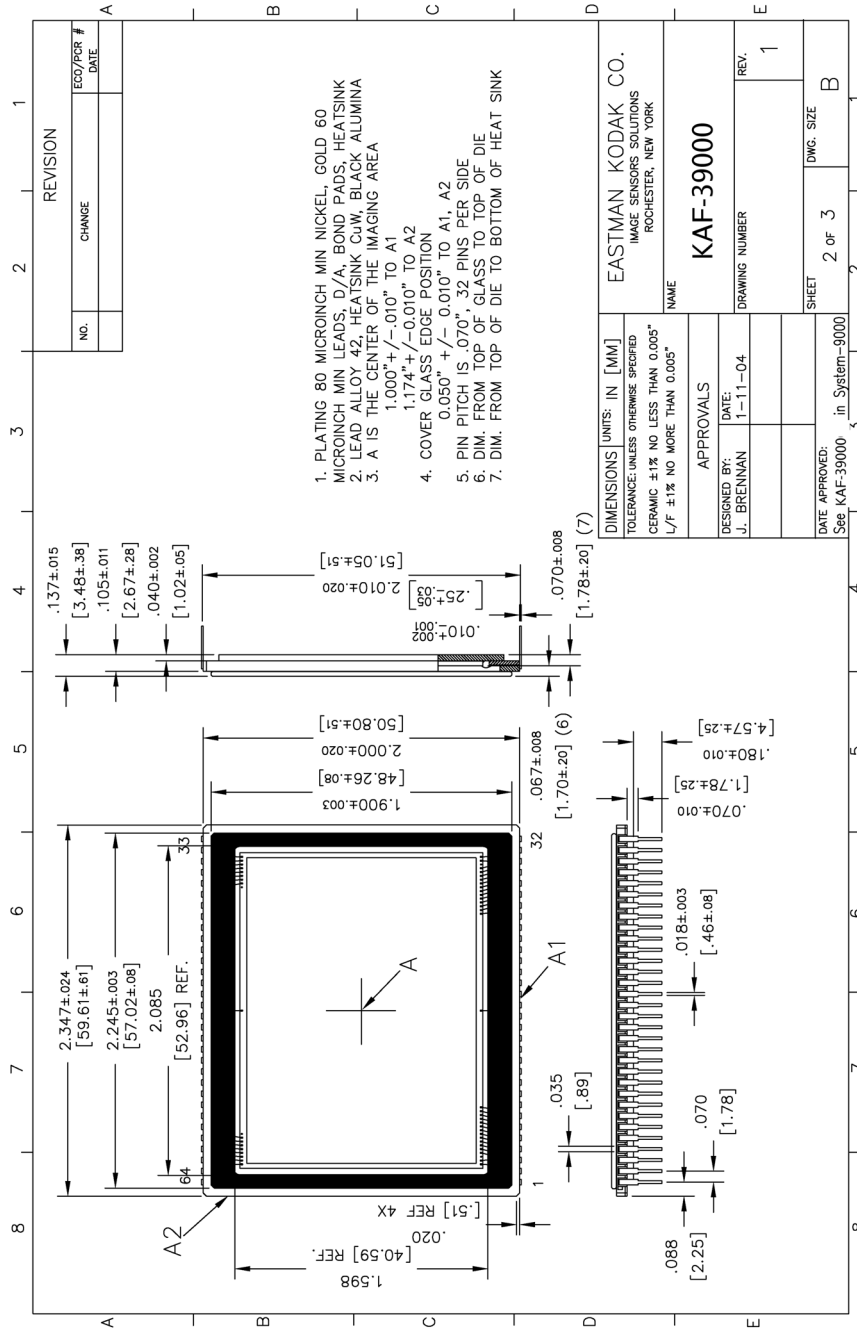 8
7
6
5
4
3
2
1
A
B
C
D
E
REVISION
NO.
CHANGE
ECO/PCR #
DATE
2.347±.024
[59.61±.61]
2.245±.003
[57.02±.08]
2.085
[52.96] REF.
64
33
1
32
A2
A
A1
1.598
[40.59] REF.
.020
[.51] REF 4X
1.900±.003
[48.26±.08]
2.000±.020
[50.80±.51]
.067±.008
[1.70±.20] (6)
.137±.015
[3.48±.38]
.105±.011
[2.67±.28]
.040±.002
[1.02±.05]
.010+.002
-.001
[.25+.05
-.03]
2.010±.020
[51.05±.51]
.070±.008
[1.78±.20] (7)
.088
[2.25]
.070
[1.78]
.035
[.89]
.018±.003
[.46±.08]
.070±.010
[1.78±.25]
.180±.010
[4.57±.25]
1. PLATING 80 MICROINCH MIN NICKEL, GOLD 60
MICROINCH MIN LEADS, D/A, BOND PADS, HEATSINK
2. LEAD ALLOY 42, HEATSINK CuW, BLACK ALUMINA
3. A IS THE CENTER OF THE IMAGING AREA
1.000"+/-.010" TO A1
1.174"+/-0.010" TO A2
4. COVER GLASS EDGE POSITION
0.050" +/- 0.010" TO A1, A2
5. PIN PITCH IS .070", 32 PINS PER SIDE
6. DIM. FROM TOP OF GLASS TO TOP OF DIE
7. DIM. FROM TOP OF DIE TO BOTTOM OF HEAT SINK
DIMENSIONS
UNITS: IN [MM]
TOLERANCE: UNLESS OTHERWISE SPECIFIED
CERAMIC ±1% NO LESS THAN 0.005"
L/F ±1% NO MORE THAN 0.005"
APPROVALS
DESIGNED BY:
J. BRENNAN
DATE:
1-11-04
DATE APPROVED:
See KAF-39000 in System-9000
EASTMAN KODAK CO.
IMAGE SENSORS SOLUTIONS
ROCHESTER, NEW YORK
NAME
KAF-39000
DRAWING NUMBER
REV.
1
SHEET
2 OF 3
DWG. SIZE
B
8
7
6
5
4
3
2
1
A
B
C
D
E